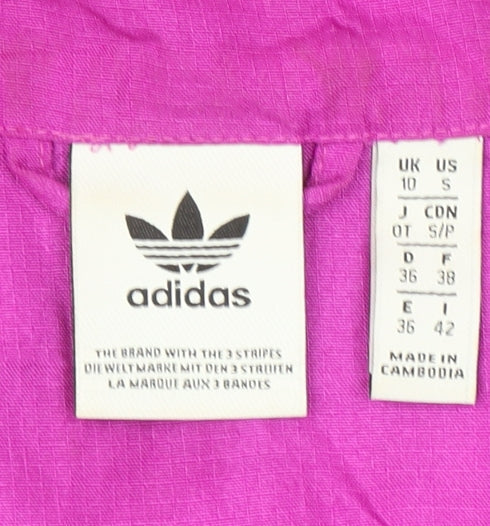 adidas
THE BRAND WITH THE 3 STRIPES
DIE WELTMARKE MIT DEN 3 STREIFEN
LA MARQUE AUX 3 BANDES
UK US
10 S
J CDN
OT S/P
D F
36 38
E I
36 42
MADE IN
CAMBODIA